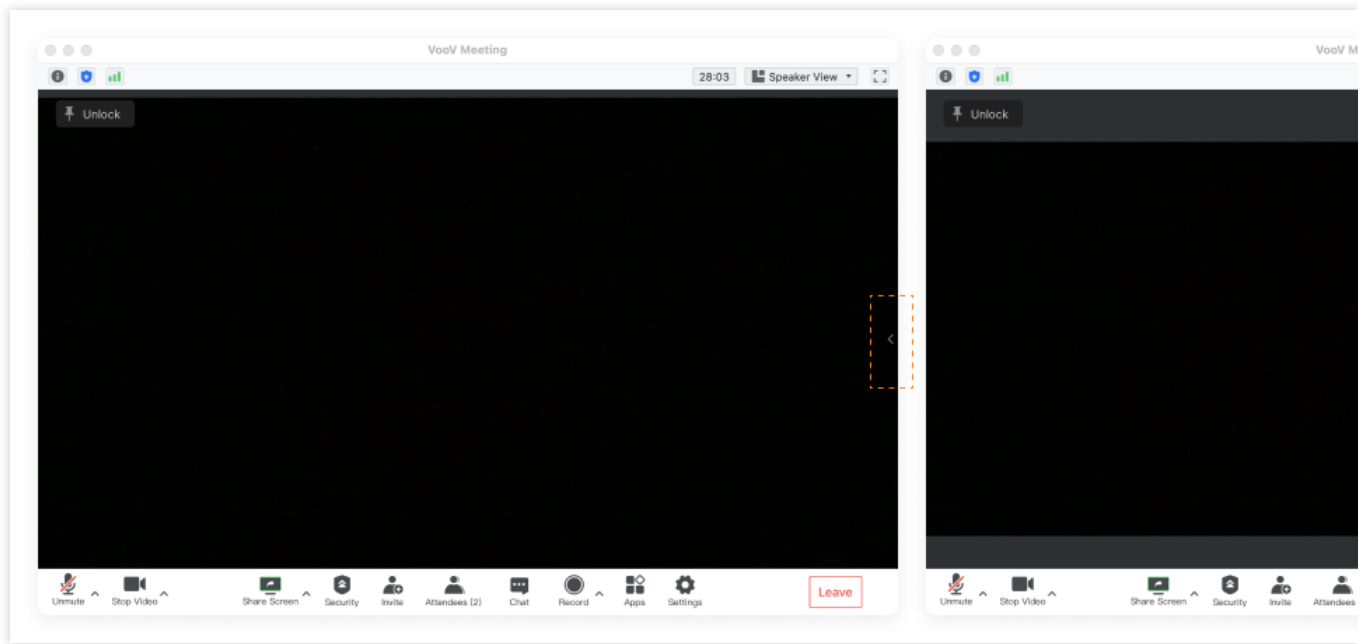 VooV Meeting
28:03 Speaker View
Unlock
Unmute Stop Video Share Screen Security Invite Attendees (2) Chat Record Apps Settings Leave
VooV M
Unlock
Unmute Stop Video Share Screen Security Invite Attendees